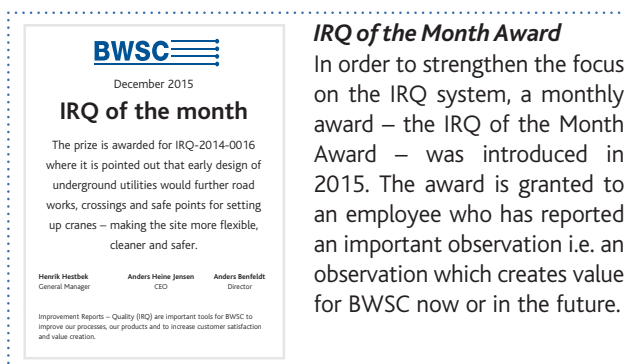 BWSC
December 2015
IRQ of the month
The prize is awarded for IRQ-2014-0016
where it is pointed out that early design of
underground utilities would further road
works, crossings and safe points for setting
up cranes – making the site more flexible,
cleaner and safer.
Henrik Hestbek Anders Heine Jensen Anders Benfeldt
General Manager CEO Director
Improvement Reports – Quality (IRQ) are important tools for BWSC to
improve our processes, our products and to increase customer satisfaction
and value creation.
IRQ of the Month Award
In order to strengthen the focus
on the IRQ system, a monthly
award – the IRQ of the Month
Award – was introduced in
2015. The award is granted to
an employee who has reported
an important observation i.e. an
observation which creates value
for BWSC now or in the future.